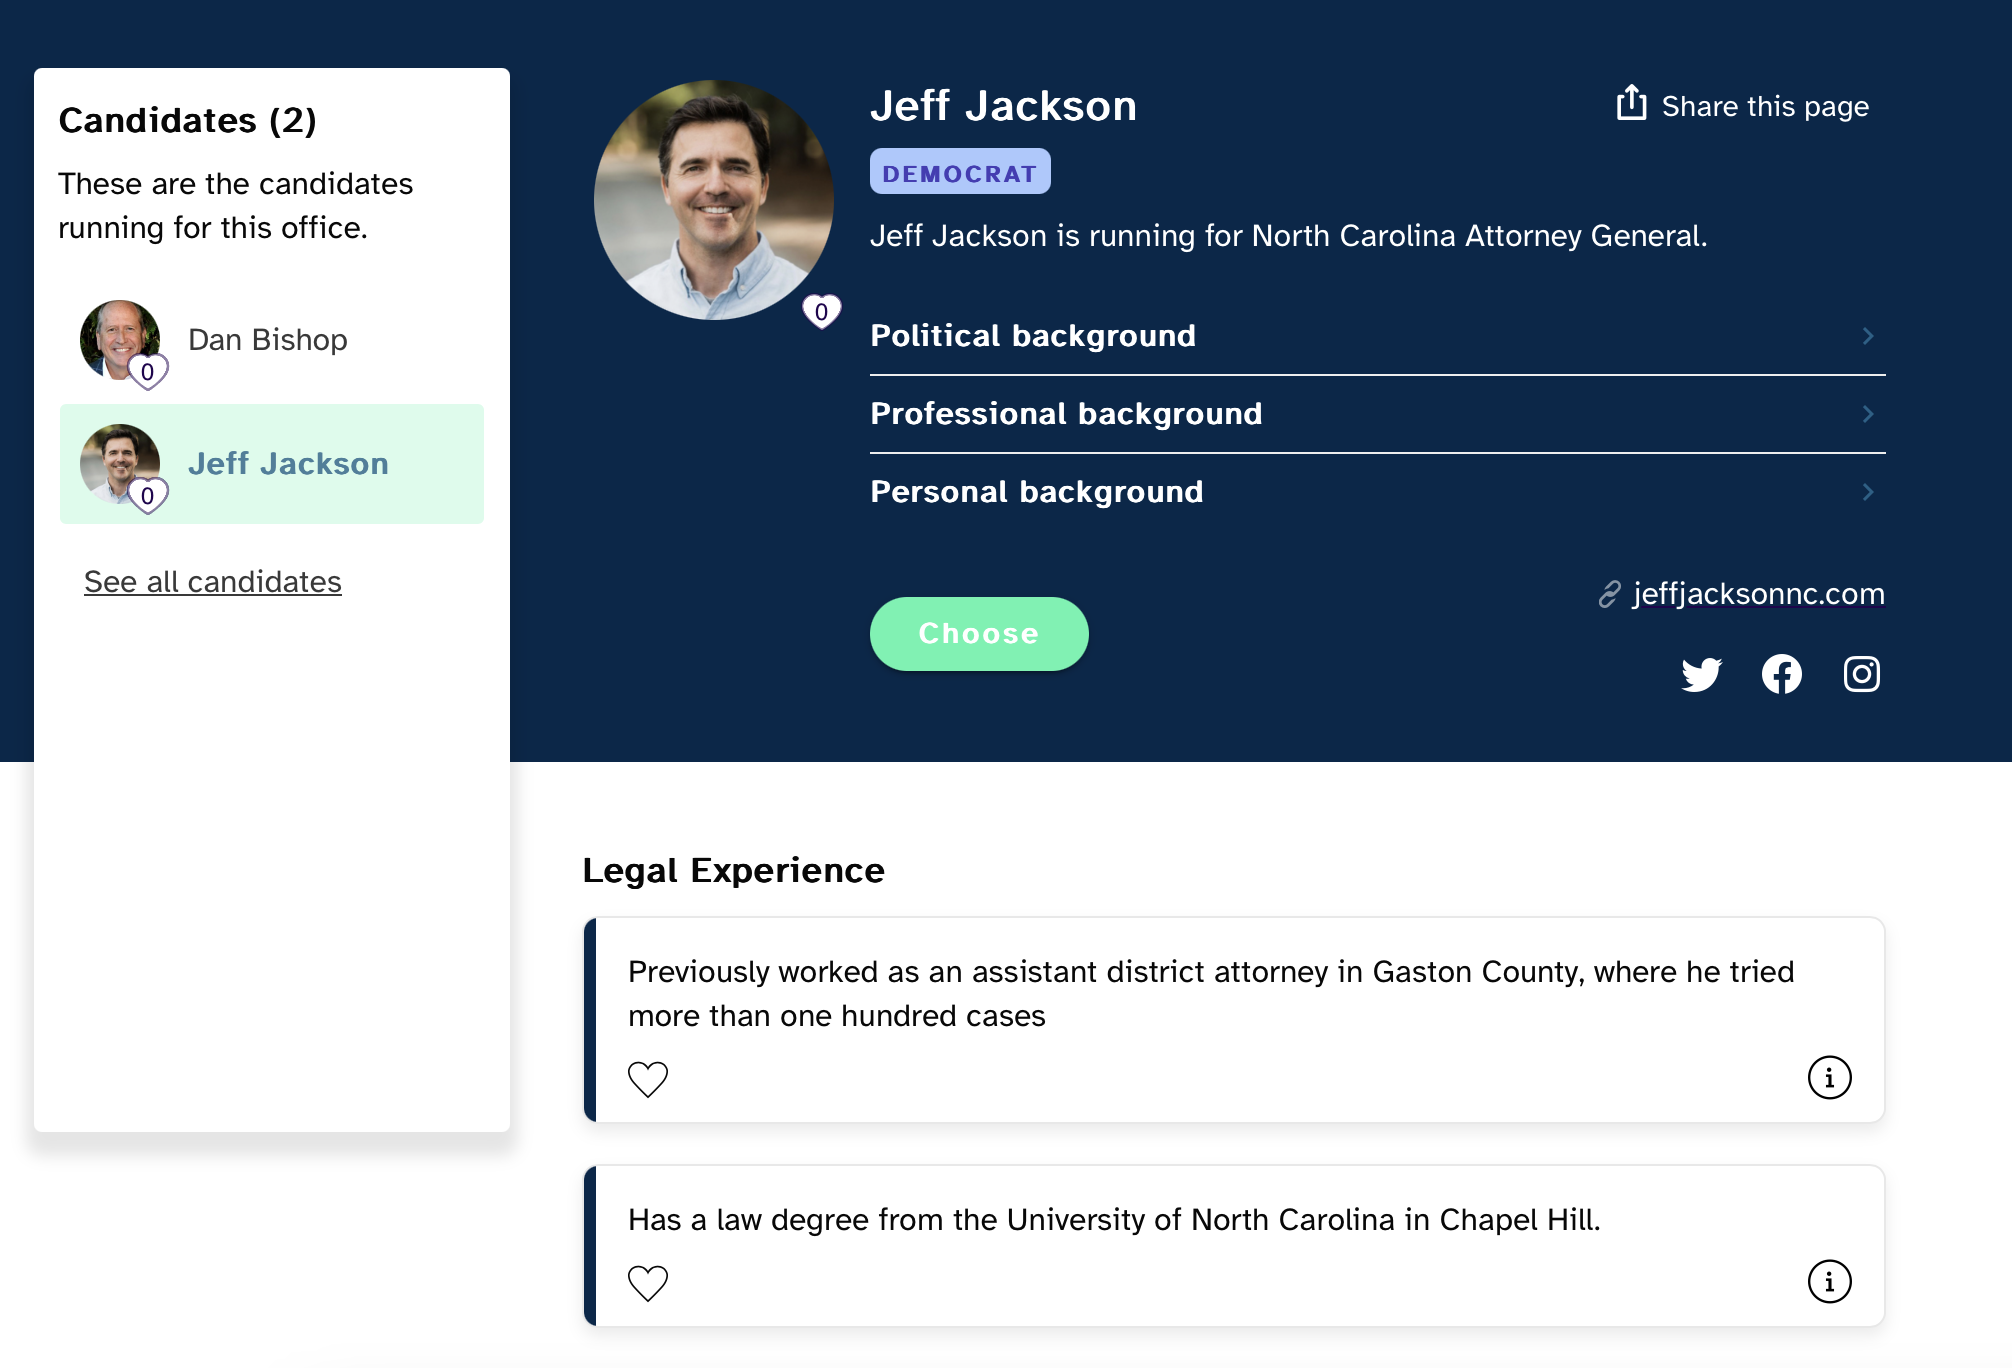 Candidates (2)
These are the candidates
running for this office.
0
Dan Bishop
0
Jeff Jackson
See all candidates
0
Jeff Jackson
Share this page
DEMOCRAT
Jeff Jackson is running for North Carolina Attorney General.
Political background
Professional background
Personal background
Choose
jeffjacksonnc.com
Legal Experience
Previously worked as an assistant district attorney in Gaston County, where he tried
more than one hundred cases
Has a law degree from the University of North Carolina in Chapel Hill.